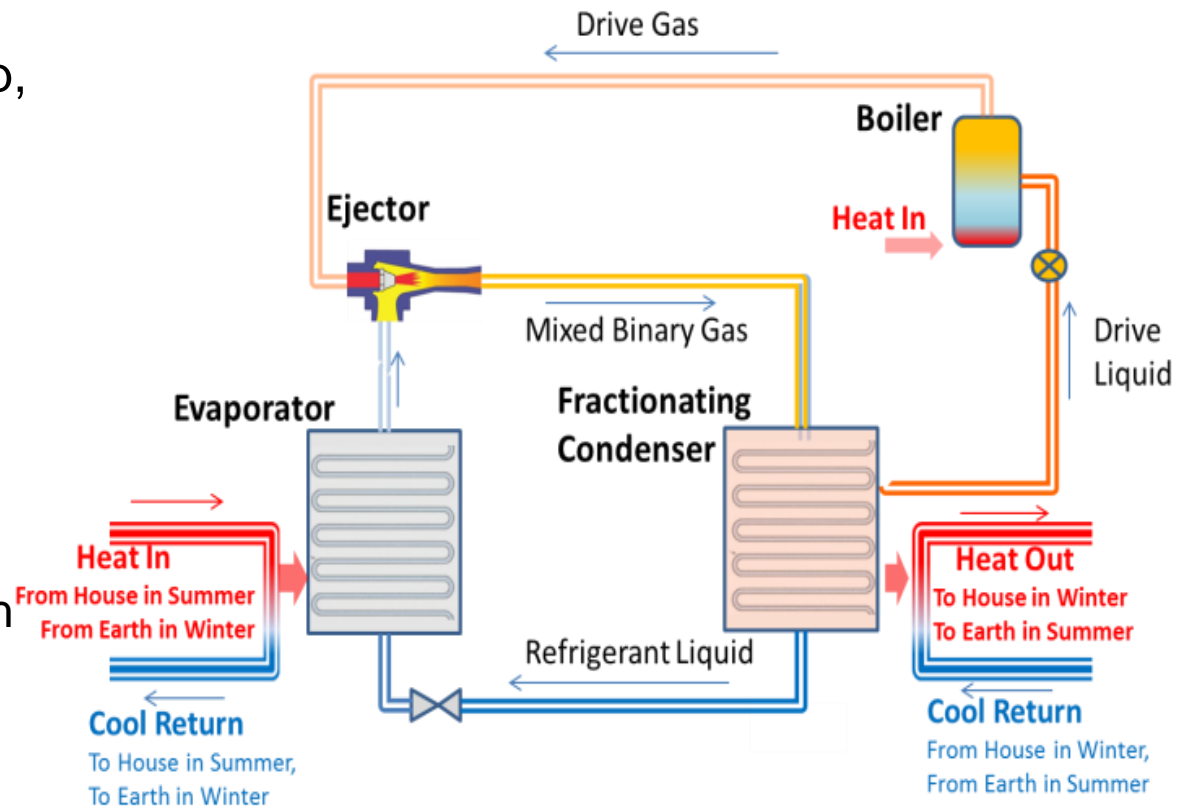 Drive Gas
o,
Boiler
Ejector
Heat In
Mixed Binary Gas
Drive
Liquid
Evaporator
Fractionating
Condenser
Heat In
From House in Summer
From Earth in Winter
n
Heat Out
To House in Winter
To Earth in Summer
Refrigerant Liquid
Cool Return
To House in Summer,
To Earth in Winter
Cool Return
From House in Winter,
From Earth in Summer